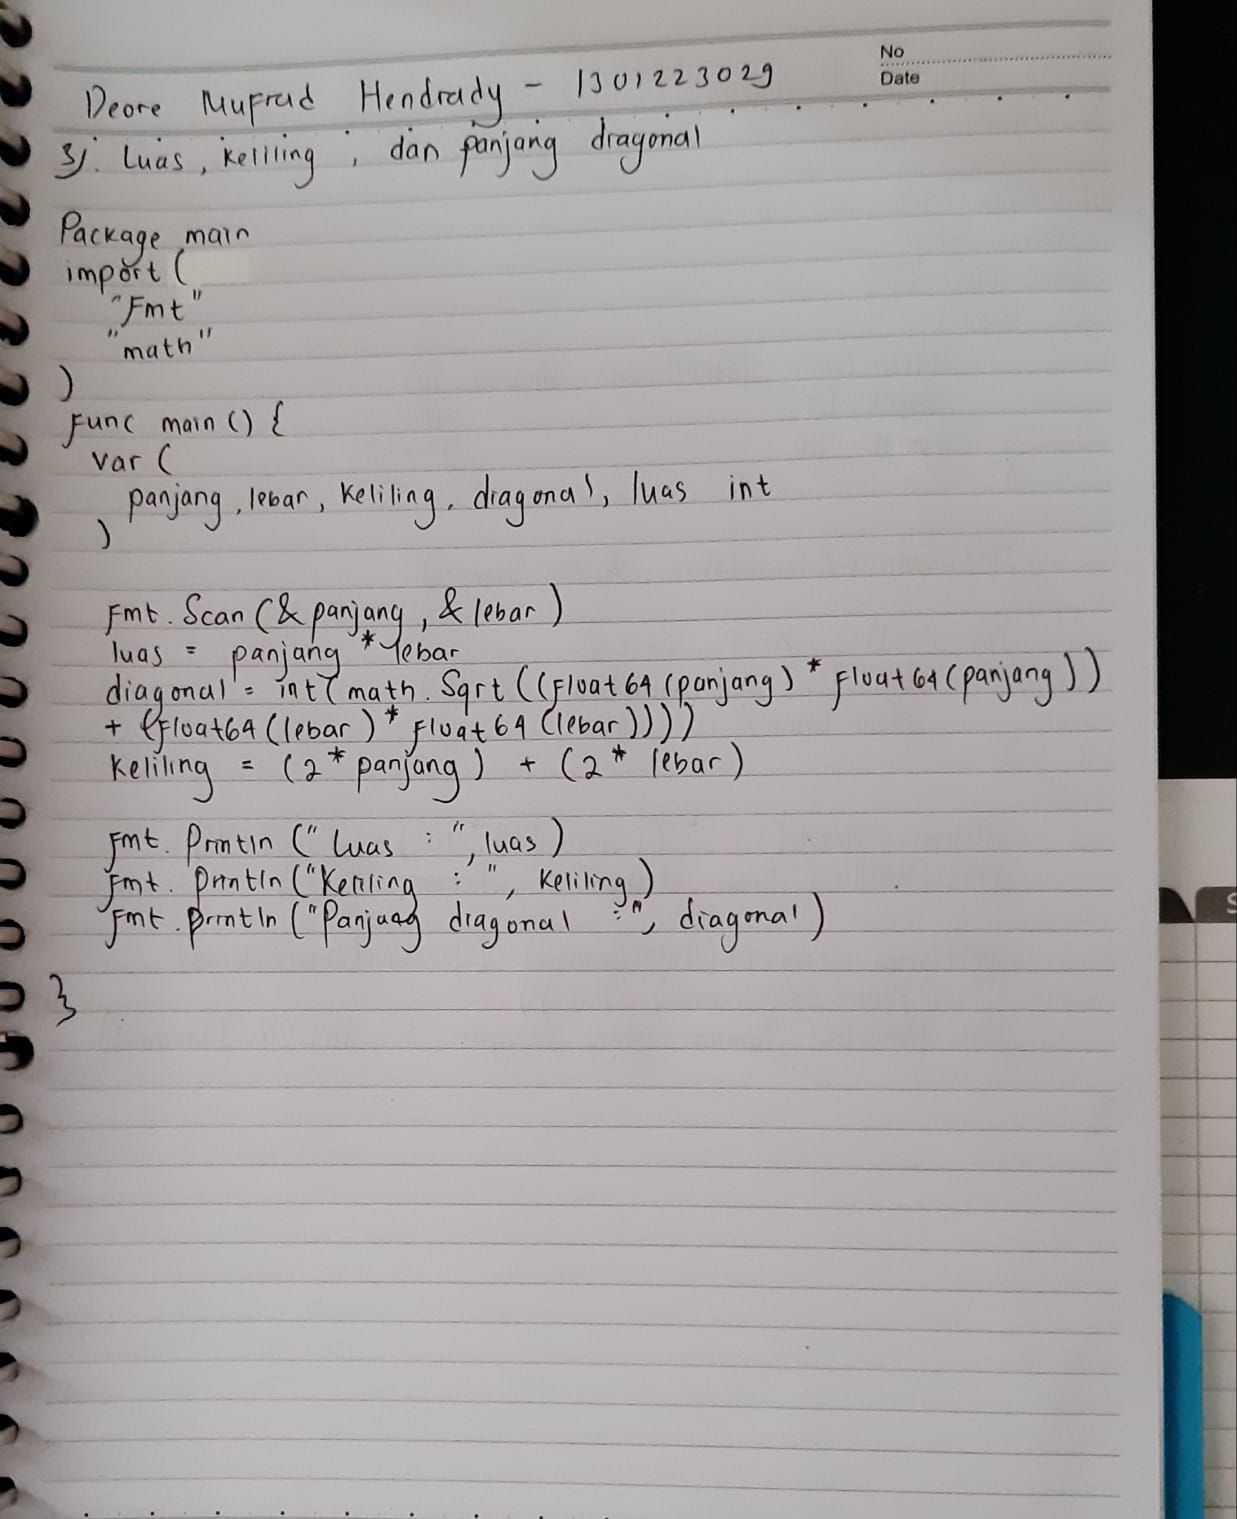 No
Date
Deore Mufrad Hendrady - 1301223029
3). Luas, keliling, dan panjang diagonal
Package main
import (
"Fmt"
"math"
)
Func main () {
var (
panjang, lebar, keliling, diagonal, luas int
)
Fmt. Scan (& panjang, & lebar)
luas = panjang * lebar
diagonal = int (math. Sqrt ((Float64 (panjang) * Float64 (panjang))
+ (Float64 (lebar) * Float64 (lebar))))
Keliling = (2 * panjang) + (2 * lebar)
Fmt. Println (" luas : ", luas)
Fmt. Println ("Keliling : ", Keliling)
Fmt. Println ("Panjang diagonal :", diagonal)
}
S